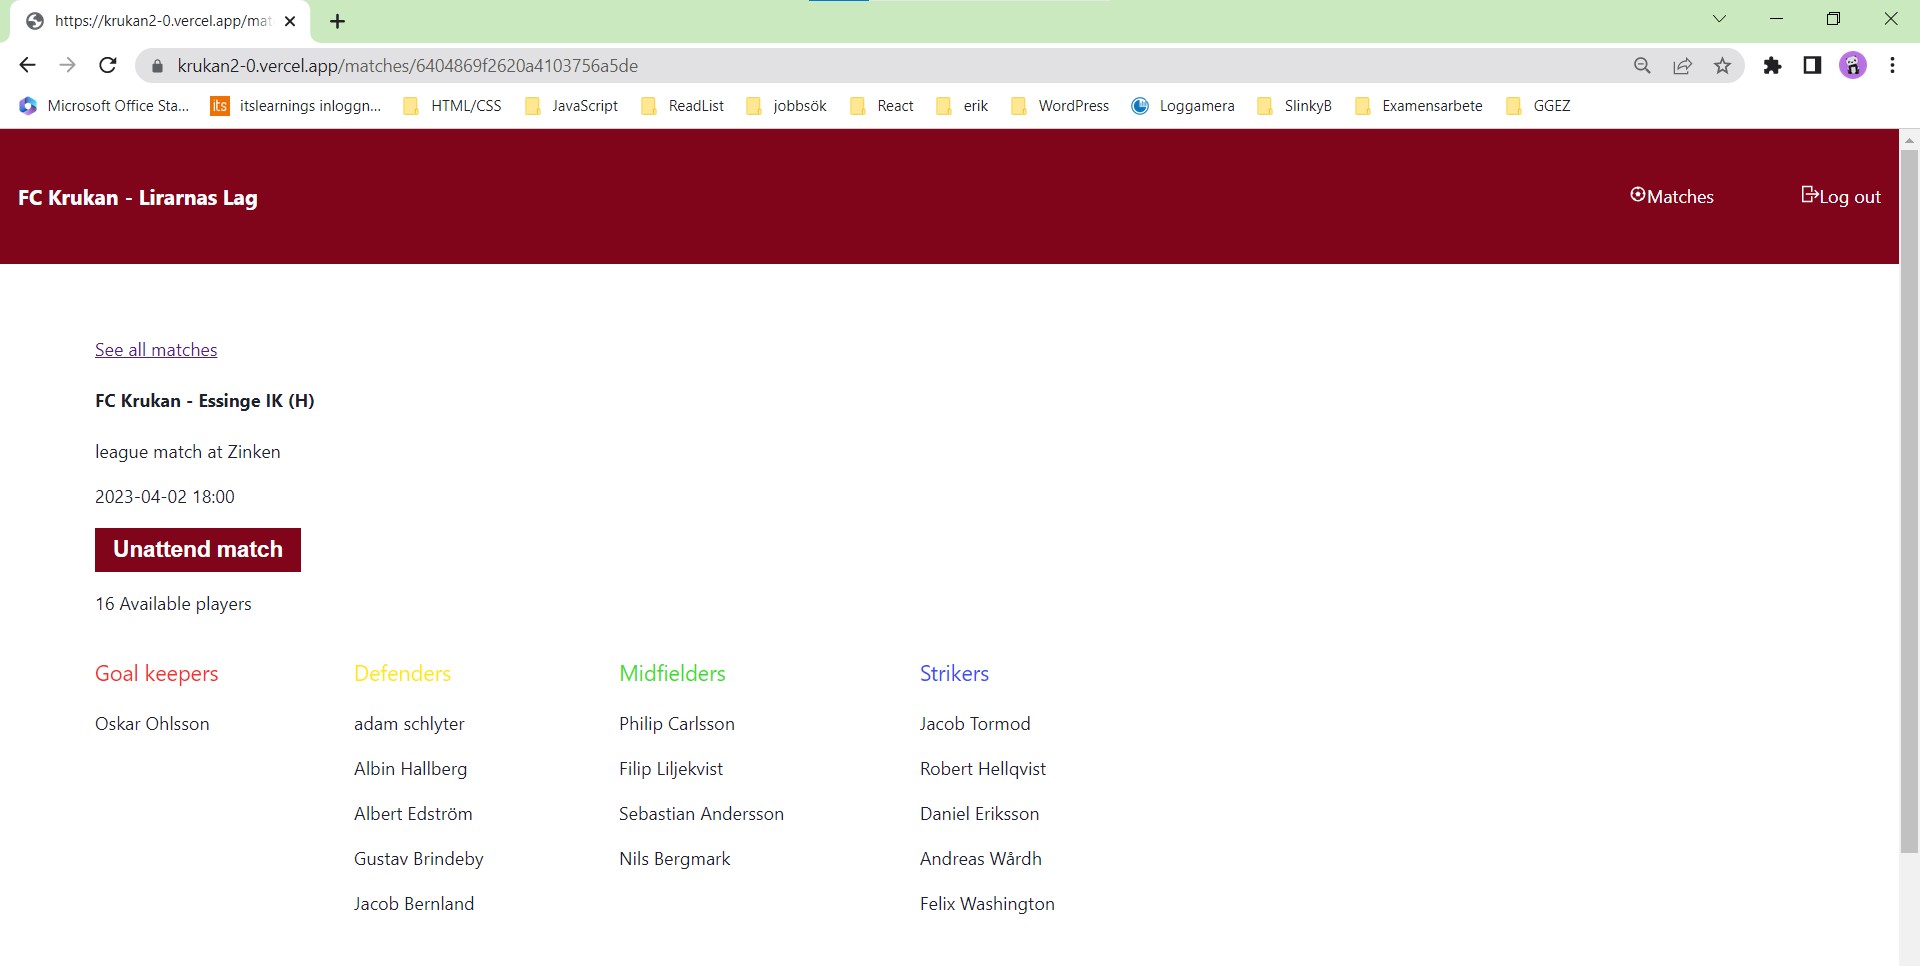 https://krukan2-0.vercel.app/mat
krukan2-0.vercel.app/matches/6404869f2620a4103756a5de
Microsoft Office Sta... its itslearnings inloggn... HTML/CSS JavaScript ReadList jobbsök React erik WordPress Loggamera SlinkyB Examensarbete GGEZ
FC Krukan - Lirarnas Lag Matches Log out
See all matches
FC Krukan - Essinge IK (H)
league match at Zinken
2023-04-02 18:00
Unattend match
16 Available players
Goal keepers Defenders Midfielders Strikers
Oskar Ohlsson adam schlyter Philip Carlsson Jacob Tormod
Albin Hallberg Filip Liljekvist Robert Hellqvist
Albert Edström Sebastian Andersson Daniel Eriksson
Gustav Brindeby Nils Bergmark Andreas Wårdh
Jacob Bernland Felix Washington